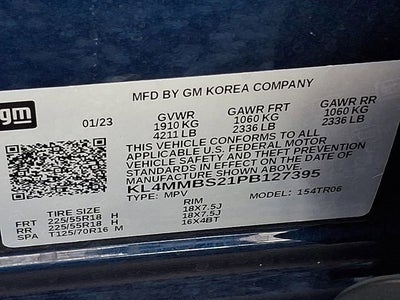 MFD BY GM KOREA COMPANY
gm
01/23 GVWR GAWR FRT GAWR RR
1910 KG 1060 KG 1060 KG
4211 LB 2336 LB 2336 LB
THIS VEHICLE CONFORMS TO ALL
APPLICABLE U.S. FEDERAL MOTOR
VEHICLE SAFETY AND THEFT PREVENTION
STANDARDS IN EFFECT ON THE DATE OF
MANUFACTURE SHOWN ABOVE.
KL4MMBS21PB127395
TYPE: MPV MODEL: 154TR06
TIRE SIZE RIM
FRT 225/55R18 H 18X7.5J
RR 225/55R18 H 18X7.5J
SPA T125/70R16 M 16X4BT